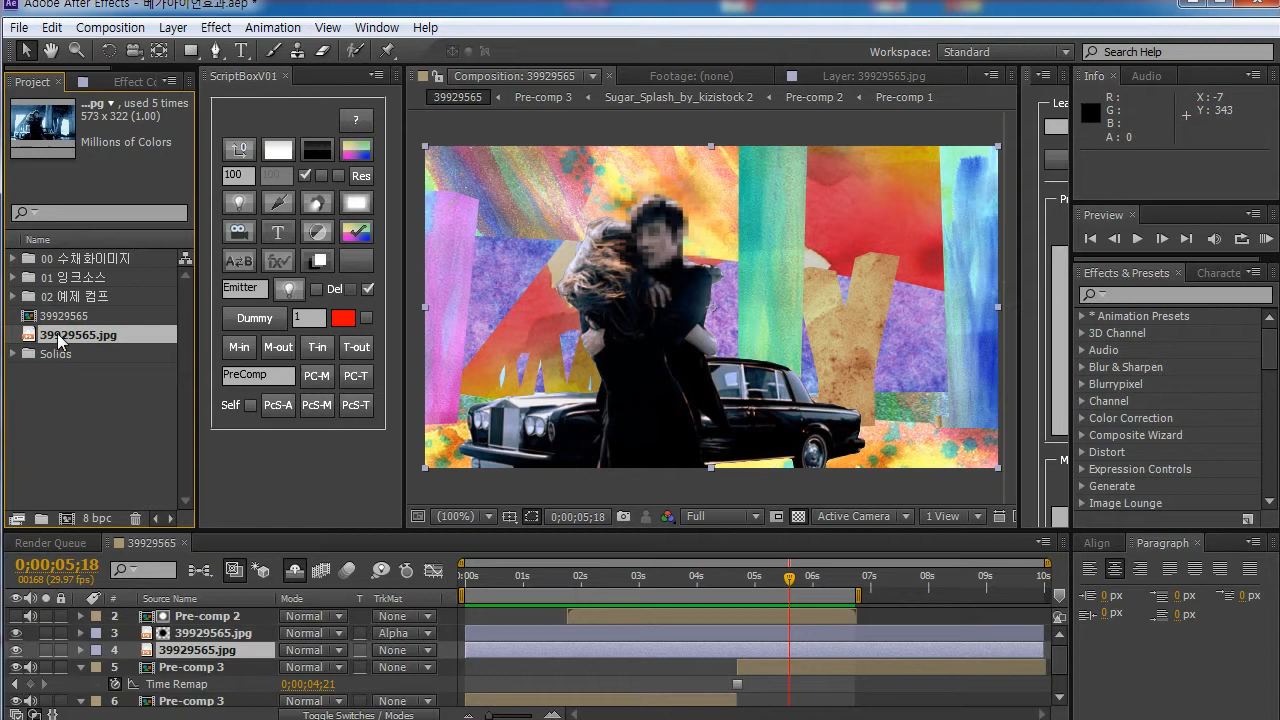 Adobe After Effects - 베가아이언효과.aep *
File Edit Composition Layer Effect Animation View Window Help
Workspace: Standard Search Help
Project Effect Co
ScriptBoxV01
Composition: 39929565 Footage: (none) Layer: 39929565.jpg
Info Audio
39929565 Pre-comp 3 Sugar_Splash_by_kizistock 2 Pre-comp 2 Pre-comp 1
...pg ▼ , used 5 times
573 x 322 (1.00)
Millions of Colors
R :
G :
B :
A : 0
X : -7
Y : 343
?
100 100 Res
T
A↔B fx
Emitter Del
Dummy 1
M-in M-out T-in T-out
PreComp PC-M PC-T
Self PcS-A PcS-M PcS-T
Name
00 수채화이미지
01 잉크소스
02 예제 컴프
39929565
39929565.jpg
Solids
8 bpc
Lea
Pr
M
Preview
Effects & Presets Characte
* Animation Presets
3D Channel
Audio
Blur & Sharpen
Blurrypixel
Channel
Color Correction
Composite Wizard
Distort
Expression Controls
Generate
Image Lounge
(100%) 0;00;05;18 Full Active Camera 1 View
Render Queue 39929565
0;00;05;18
00168 (29.97 fps)
0:00s 01s 02s 03s 04s 05s 06s 07s 08s 09s 10s
# Source Name Mode T TrkMat
2 Pre-comp 2 Normal None
3 39929565.jpg Normal Alpha
4 39929565.jpg Normal None
5 Pre-comp 3 Normal None
Time Remap 0;00;04;21
6 Pre-comp 3 Normal None
Toggle Switches / Modes
Align Paragraph
0 px 0 px 0 px
0 px 0 px